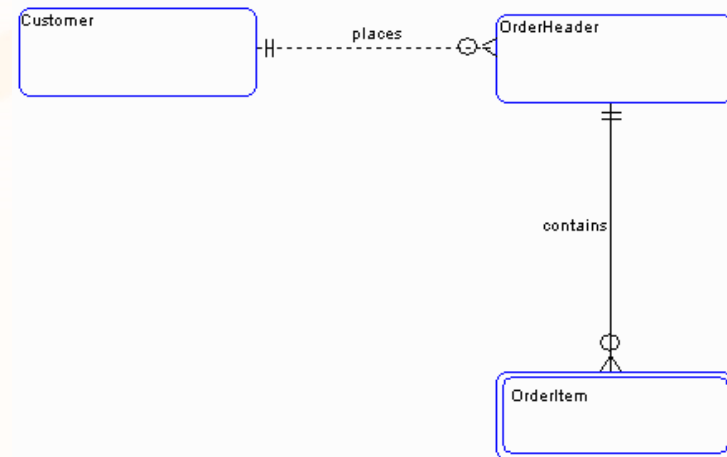 Customer
places
OrderHeader
contains
OrderItem